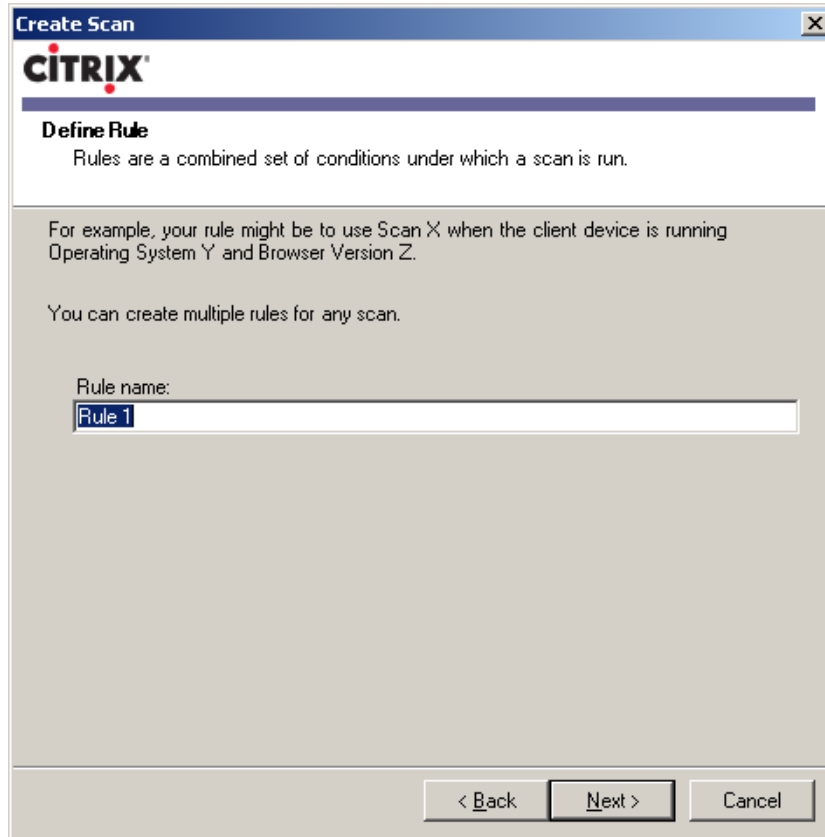 Create Scan
CİTRIX
Define Rule
Rules are a combined set of conditions under which a scan is run.
For example, your rule might be to use Scan X when the client device is running
Operating System Y and Browser Version Z.
You can create multiple rules for any scan.
Rule name:
Rule 1
< Back
Next >
Cancel